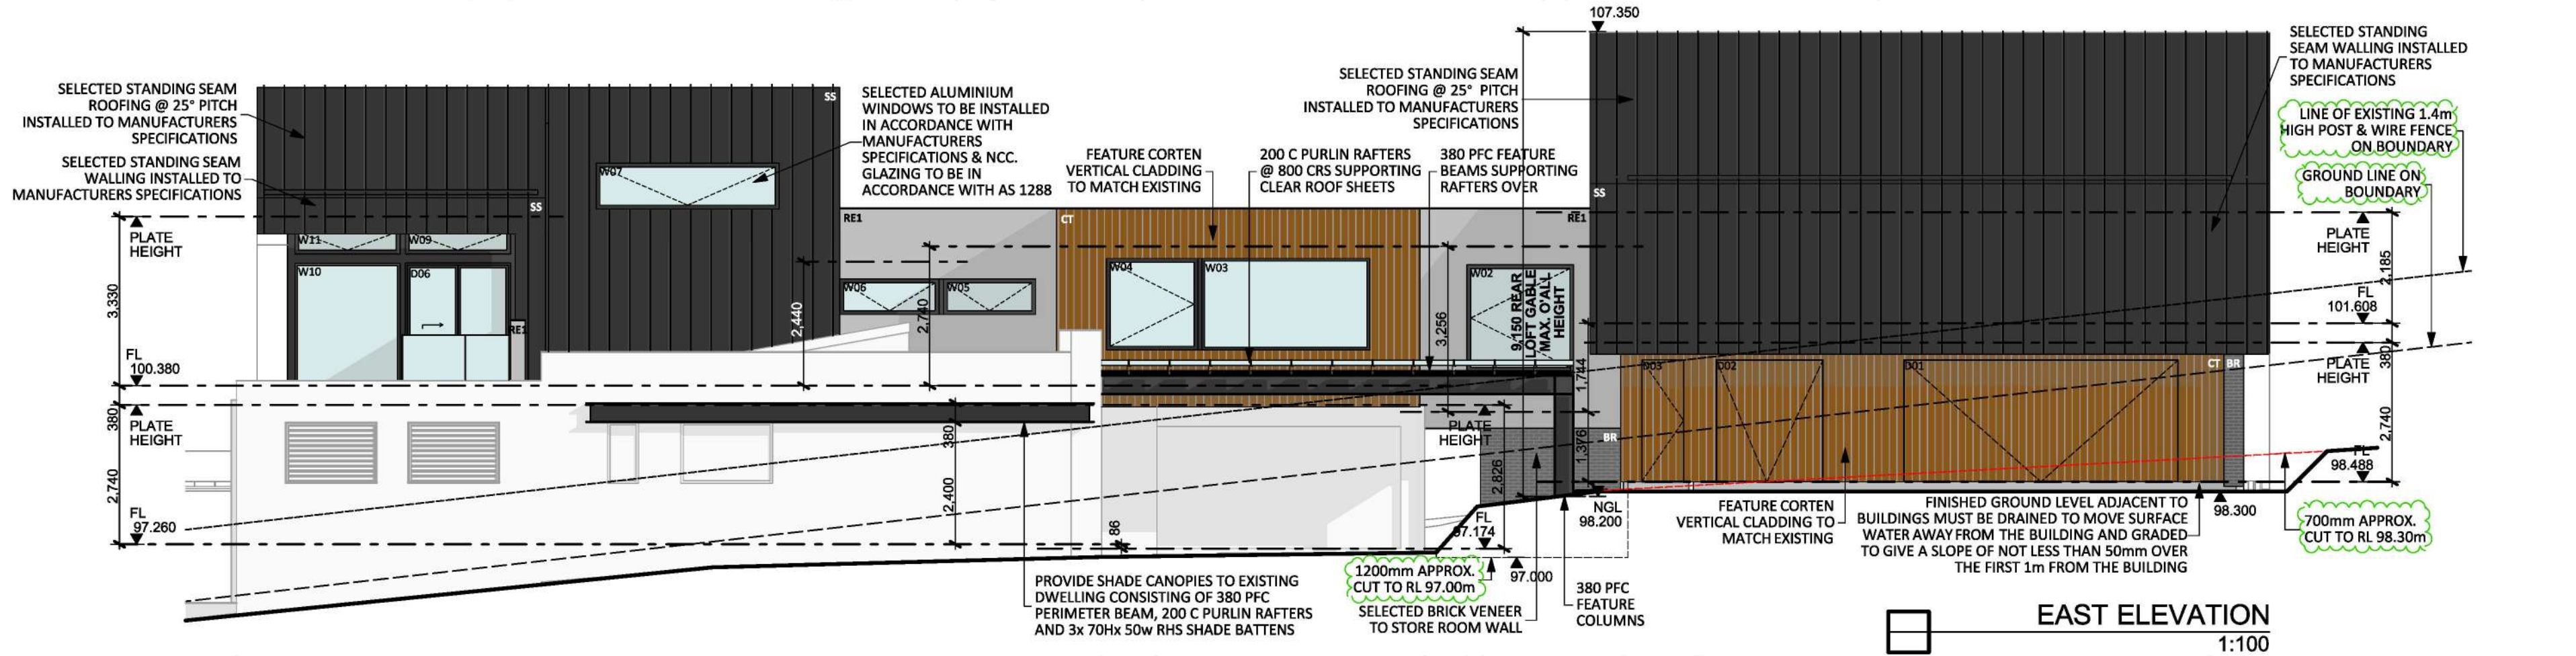 SELECTED STANDING SEAM
ROOFING @ 25° PITCH
INSTALLED TO MANUFACTURERS
SPECIFICATIONS
SELECTED STANDING SEAM
WALLING INSTALLED TO
MANUFACTURERS SPECIFICATIONS
PLATE
HEIGHT
3,330
FL
100.380
380
PLATE
HEIGHT
2,740
FL
97.260
SS
SS
W07
W11
W09
W10
D06
RE1
SELECTED ALUMINIUM
WINDOWS TO BE INSTALLED
IN ACCORDANCE WITH
MANUFACTURERS
SPECIFICATIONS & NCC.
GLAZING TO BE IN
ACCORDANCE WITH AS 1288
RE1
W06
W05
2,440
2,740
380
2,400
86
FEATURE CORTEN
VERTICAL CLADDING
TO MATCH EXISTING
CT
W04
W03
200 C PURLIN RAFTERS
@ 800 CRS SUPPORTING
CLEAR ROOF SHEETS
380 PFC FEATURE
BEAMS SUPPORTING
RAFTERS OVER
SELECTED STANDING SEAM
ROOFING @ 25° PITCH
INSTALLED TO MANUFACTURERS
SPECIFICATIONS
107.350
RE1
W02
3,256
9,150 REAR
LOFT GABLE
MAX. O'ALL
HEIGHT
1,744
1,376
PLATE
HEIGHT
2,826
FL
97.174
BR
NGL
98.200
97.000
1200mm APPROX.
CUT TO RL 97.00m
SELECTED BRICK VENEER
TO STORE ROOM WALL
380 PFC
FEATURE
COLUMNS
PROVIDE SHADE CANOPIES TO EXISTING
DWELLING CONSISTING OF 380 PFC
PERIMETER BEAM, 200 C PURLIN RAFTERS
AND 3x 70Hx 50w RHS SHADE BATTENS
SS
D03
D02
D01
CT
BR
FEATURE CORTEN
VERTICAL CLADDING TO
MATCH EXISTING
FINISHED GROUND LEVEL ADJACENT TO
BUILDINGS MUST BE DRAINED TO MOVE SURFACE
WATER AWAY FROM THE BUILDING AND GRADED
TO GIVE A SLOPE OF NOT LESS THAN 50mm OVER
THE FIRST 1m FROM THE BUILDING
98.300
SELECTED STANDING
SEAM WALLING INSTALLED
TO MANUFACTURERS
SPECIFICATIONS
LINE OF EXISTING 1.4m
HIGH POST & WIRE FENCE
ON BOUNDARY
GROUND LINE ON
BOUNDARY
PLATE
HEIGHT
2,185
FL
101.608
PLATE
HEIGHT
380
2,740
FL
98.488
700mm APPROX.
CUT TO RL 98.30m
EAST ELEVATION
1:100